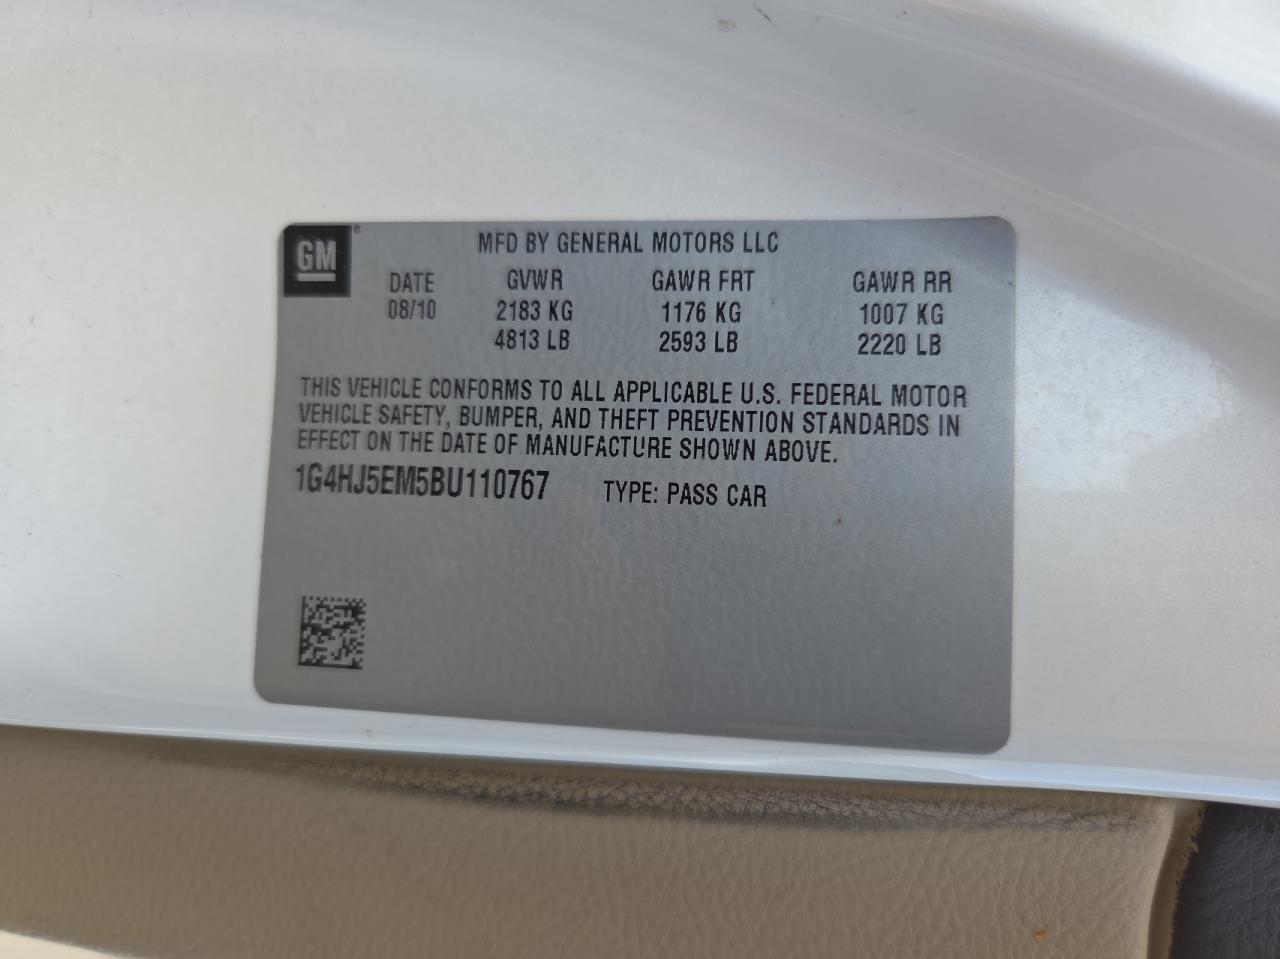 GM
MFD BY GENERAL MOTORS LLC
DATE GVWR GAWR FRT GAWR RR
08/10 2183 KG 1176 KG 1007 KG
4813 LB 2593 LB 2220 LB
THIS VEHICLE CONFORMS TO ALL APPLICABLE U.S. FEDERAL MOTOR
VEHICLE SAFETY, BUMPER, AND THEFT PREVENTION STANDARDS IN
EFFECT ON THE DATE OF MANUFACTURE SHOWN ABOVE.
1G4HJ5EM5BU110767 TYPE: PASS CAR